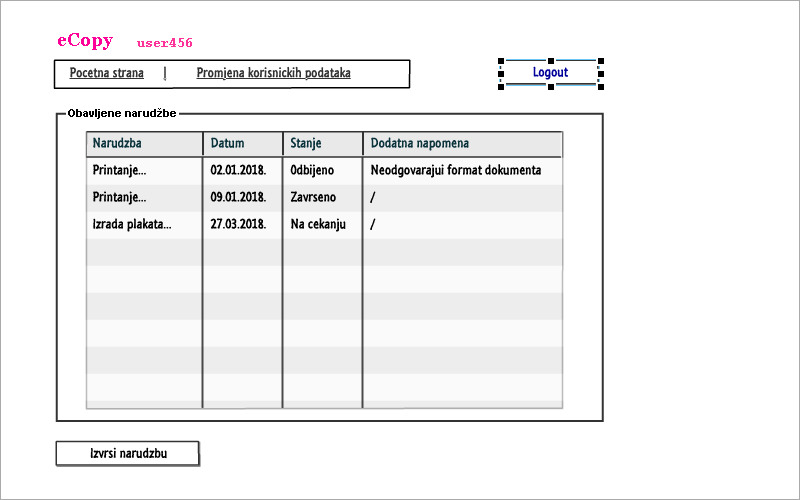 eCopy user456
Pocetna strana | Promjena korisnickih podataka Logout
Obavljene narudžbe
Narudzba Datum Stanje Dodatna napomena
Printanje... 02.01.2018. Odbijeno Neodgovarajui format dokumenta
Printanje... 09.01.2018. Zavrseno /
Izrada plakata... 27.03.2018. Na cekanju /
Izvrsi narudzbu